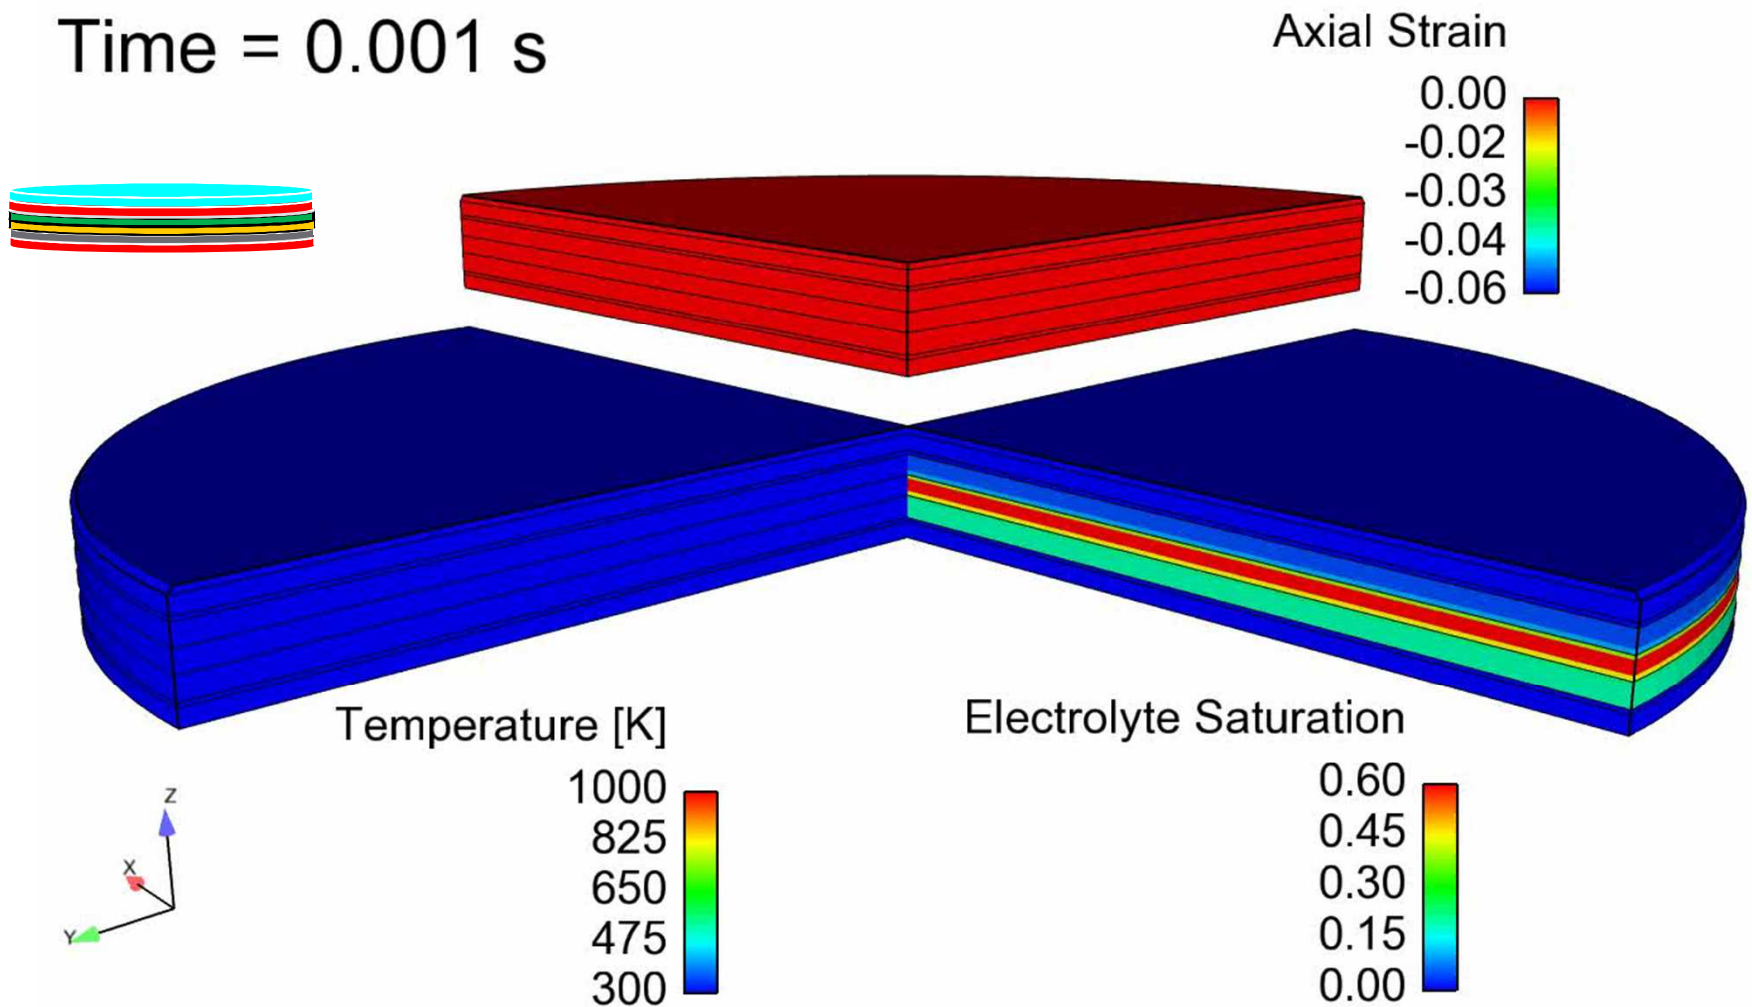 Time = 0.001 s
Axial Strain
0.00
-0.02
-0.03
-0.04
-0.06
Temperature [K]
1000
825
650
475
300
Electrolyte Saturation
0.60
0.45
0.30
0.15
0.00
Z
X
Y